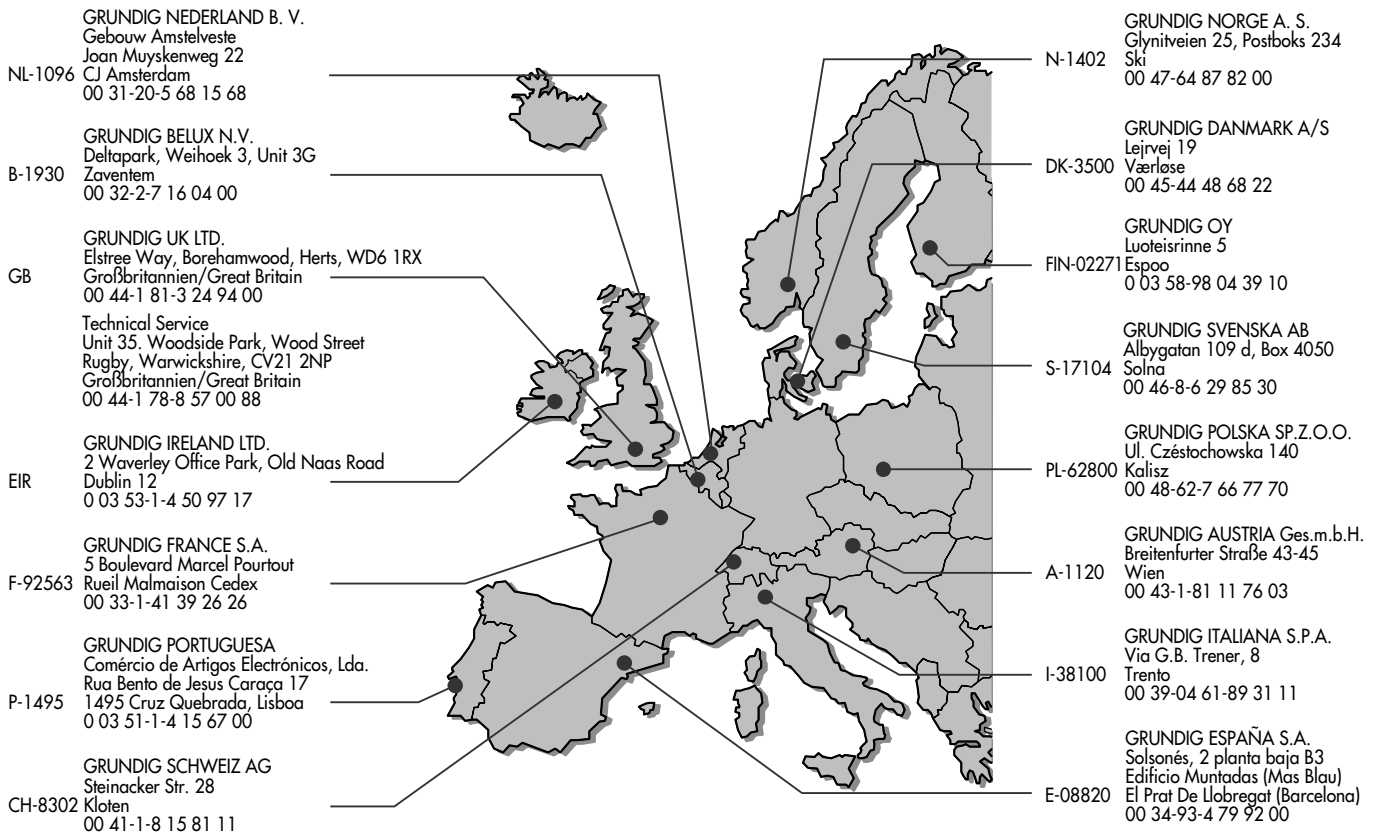 GRUNDIG NEDERLAND B. V.
Gebouw Amstelveste
Joan Muyskenweg 22
NL-1096 CJ Amsterdam
00 31-20-5 68 15 68
GRUNDIG BELUX N.V.
Deltapark, Weihoek 3, Unit 3G
B-1930 Zaventem
00 32-2-7 16 04 00
GRUNDIG UK LTD.
Elstree Way, Borehamwood, Herts, WD6 1RX
GB Großbritannien/Great Britain
00 44-1 81-3 24 94 00
Technical Service
Unit 35. Woodside Park, Wood Street
Rugby, Warwickshire, CV21 2NP
Großbritannien/Great Britain
00 44-1 78-8 57 00 88
GRUNDIG IRELAND LTD.
2 Waverley Office Park, Old Naas Road
EIR Dublin 12
0 03 53-1-4 50 97 17
GRUNDIG FRANCE S.A.
5 Boulevard Marcel Pourtout
F-92563 Rueil Malmaison Cedex
00 33-1-41 39 26 26
GRUNDIG PORTUGUESA
Comércio de Artigos Electrónicos, Lda.
Rua Bento de Jesus Caraça 17
P-1495 1495 Cruz Quebrada, Lisboa
0 03 51-1-4 15 67 00
GRUNDIG SCHWEIZ AG
Steinacker Str. 28
CH-8302 Kloten
00 41-1-8 15 81 11
GRUNDIG NORGE A. S.
Glynitveien 25, Postboks 234
N-1402 Ski
00 47-64 87 82 00
GRUNDIG DANMARK A/S
Lejrvej 19
DK-3500 Værløse
00 45-44 48 68 22
GRUNDIG OY
Luoteisrinne 5
FIN-02271 Espoo
0 03 58-98 04 39 10
GRUNDIG SVENSKA AB
Albygatan 109 d, Box 4050
S-17104 Solna
00 46-8-6 29 85 30
GRUNDIG POLSKA SP.Z.O.O.
Ul. Czéstochowska 140
PL-62800 Kalisz
00 48-62-7 66 77 70
GRUNDIG AUSTRIA Ges.m.b.H.
Breitenfurter Straße 43-45
A-1120 Wien
00 43-1-81 11 76 03
GRUNDIG ITALIANA S.P.A.
Via G.B. Trener, 8
I-38100 Trento
00 39-04 61-89 31 11
GRUNDIG ESPAÑA S.A.
Solsonés, 2 planta baja B3
Edificio Muntadas (Mas Blau)
E-08820 El Prat De Llobregat (Barcelona)
00 34-93-4 79 92 00